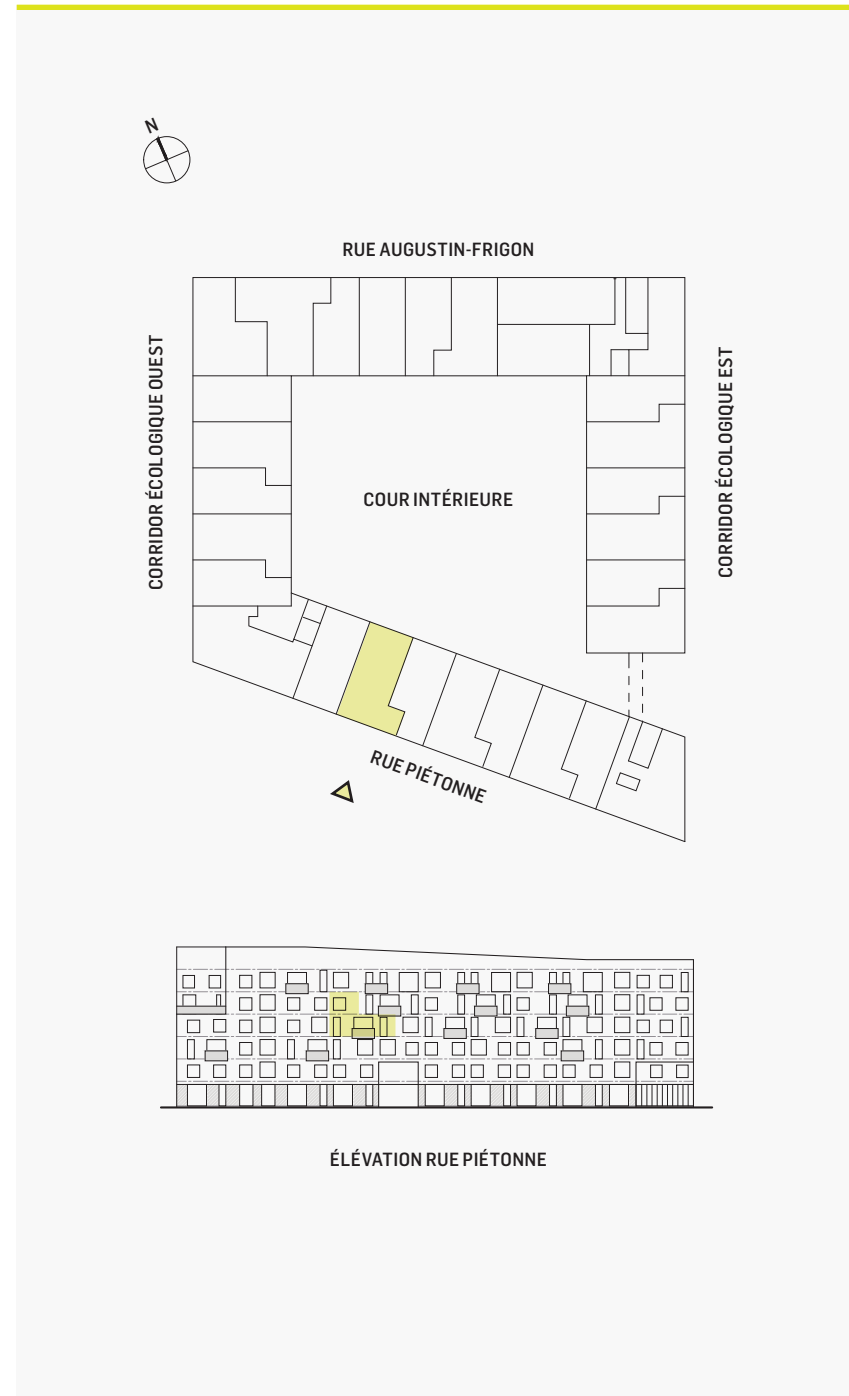 N
RUE AUGUSTIN-FRIGON
CORRIDOR ÉCOLOGIQUE OUEST
CORRIDOR ÉCOLOGIQUE EST
COUR INTÉRIEURE
RUE PIÉTONNE
ÉLÉVATION RUE PIÉTONNE